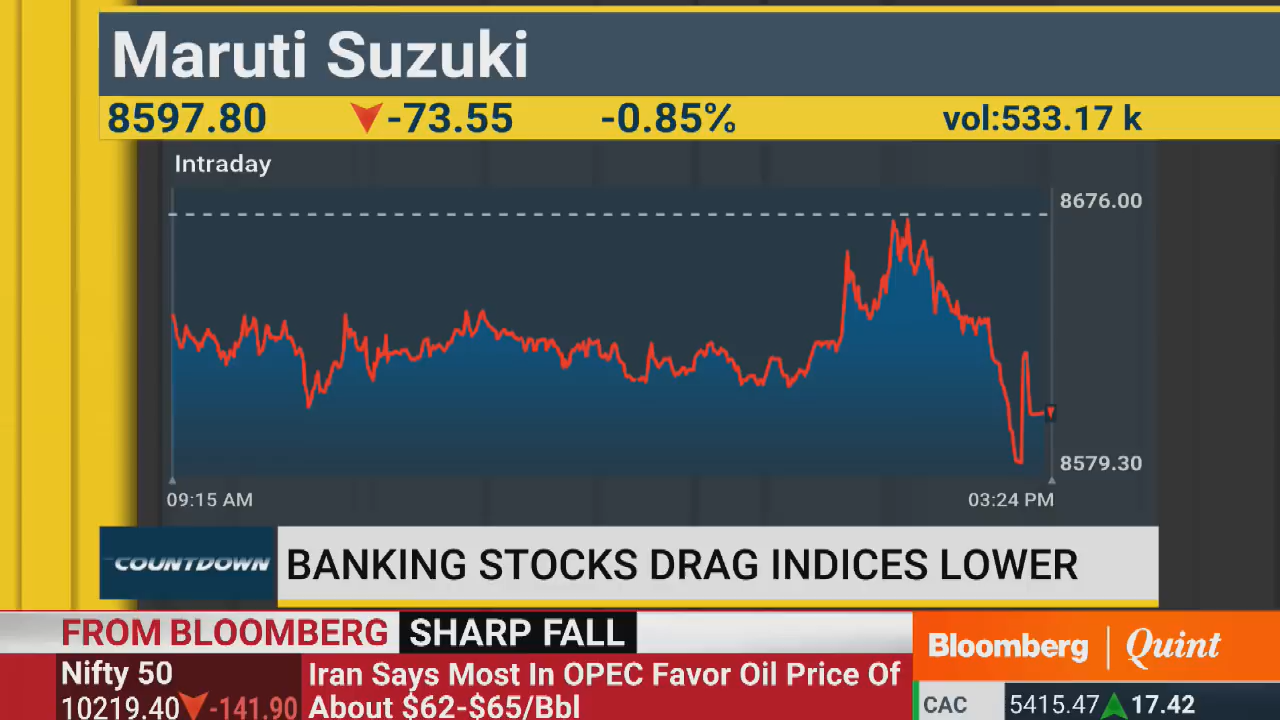 Maruti Suzuki
8597.80 -73.55 -0.85% vol:533.17 k
Intraday
8676.00
8579.30
09:15 AM 03:24 PM
COUNTDOWN BANKING STOCKS DRAG INDICES LOWER
FROM BLOOMBERG SHARP FALL
Bloomberg | Quint
Nifty 50
10219.40 -141.90
Iran Says Most In OPEC Favor Oil Price Of
About $62-$65/Bbl
CAC 5415.47 17.42